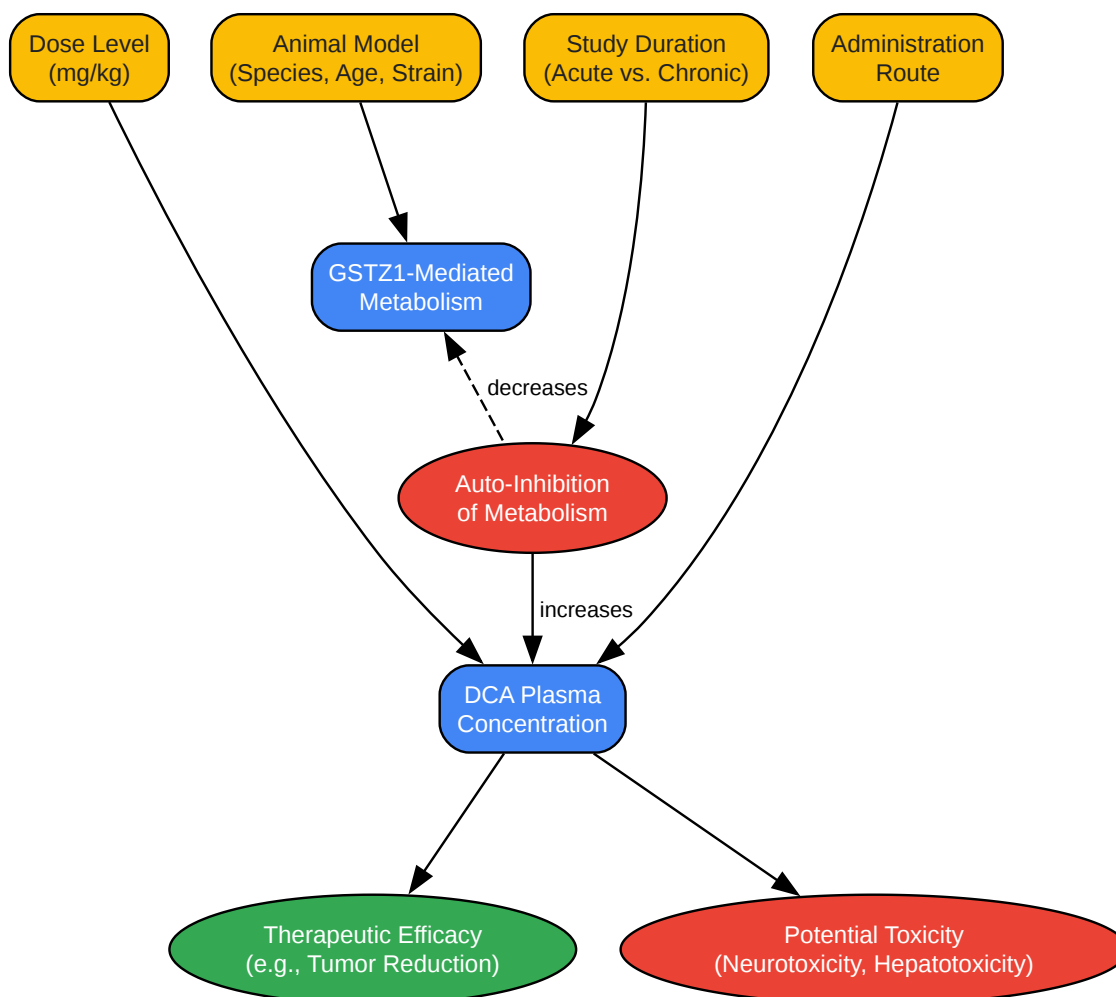 Dose Level
(mg/kg)
Animal Model
(Species, Age, Strain)
Study Duration
(Acute vs. Chronic)
Administration
Route
GSTZ1-Mediated
Metabolism
decreases
Auto-Inhibition
of Metabolism
increases
DCA Plasma
Concentration
Therapeutic Efficacy
(e.g., Tumor Reduction)
Potential Toxicity
(Neurotoxicity, Hepatotoxicity)